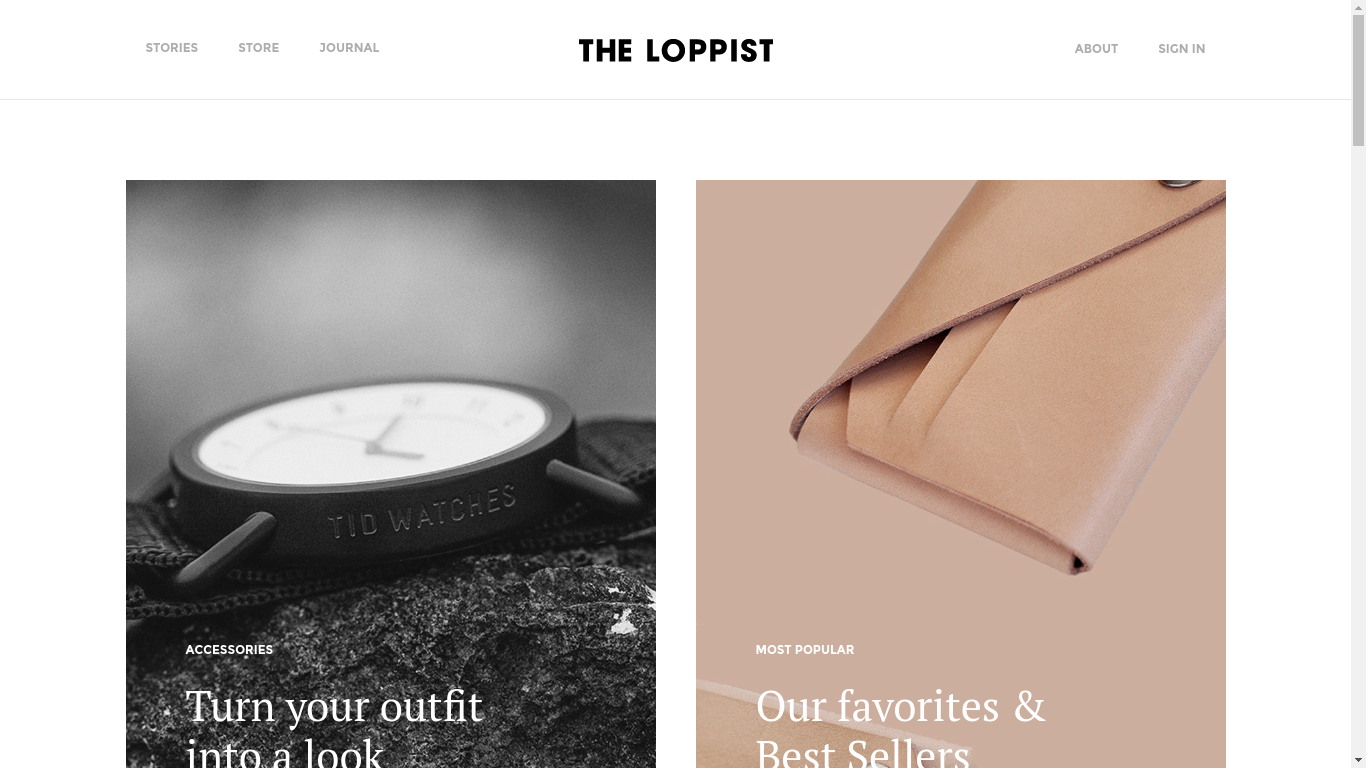 STORIES STORE JOURNAL THE LOPPIST ABOUT SIGN IN
TID WATCHES
ACCESSORIES
Turn your outfit
into a look
MOST POPULAR
Our favorites &
Best Sellers